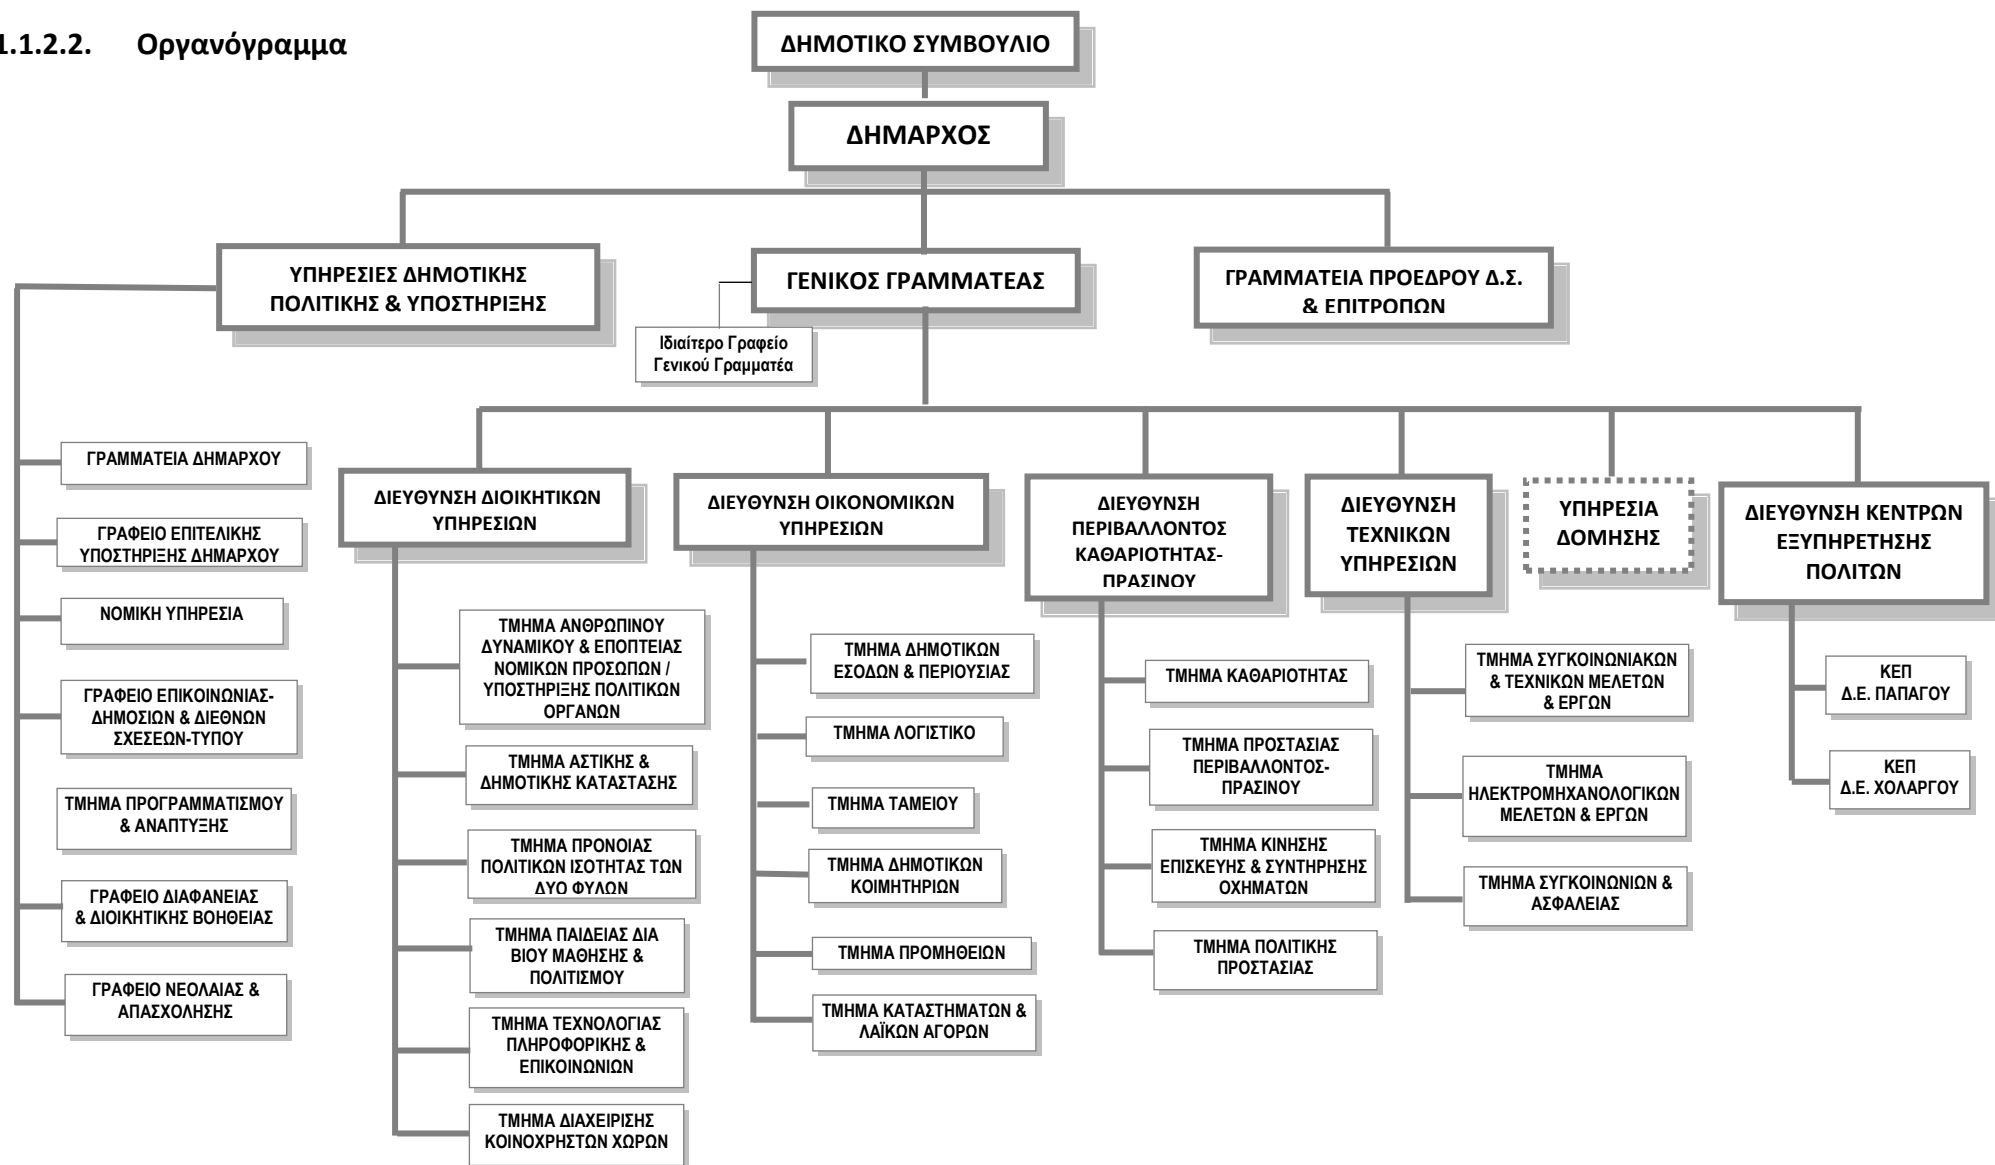 1.1.2.2. Οργανόγραμμα
ΔΗΜΟΤΙΚΟ ΣΥΜΒΟΥΛΙΟ
ΔΗΜΑΡΧΟΣ
ΥΠΗΡΕΣΙΕΣ ΔΗΜΟΤΙΚΗΣ
ΠΟΛΙΤΙΚΗΣ & ΥΠΟΣΤΗΡΙΞΗΣ
ΓΕΝΙΚΟΣ ΓΡΑΜΜΑΤΕΑΣ
ΓΡΑΜΜΑΤΕΙΑ ΠΡΟΕΔΡΟΥ Δ.Σ.
& ΕΠΙΤΡΟΠΩΝ
Ιδιαίτερο Γραφείο
Γενικού Γραμματέα
ΓΡΑΜΜΑΤΕΙΑ ΔΗΜΑΡΧΟΥ
ΓΡΑΦΕΙΟ ΕΠΙΤΕΛΙΚΗΣ
ΥΠΟΣΤΗΡΙΞΗΣ ΔΗΜΑΡΧΟΥ
ΝΟΜΙΚΗ ΥΠΗΡΕΣΙΑ
ΓΡΑΦΕΙΟ ΕΠΙΚΟΙΝΩΝΙΑΣ-
ΔΗΜΟΣΙΩΝ & ΔΙΕΘΝΩΝ
ΣΧΕΣΕΩΝ-ΤΥΠΟΥ
ΤΜΗΜΑ ΠΡΟΓΡΑΜΜΑΤΙΣΜΟΥ
& ΑΝΑΠΤΥΞΗΣ
ΓΡΑΦΕΙΟ ΔΙΑΦΑΝΕΙΑΣ
& ΔΙΟΙΚΗΤΙΚΗΣ ΒΟΗΘΕΙΑΣ
ΓΡΑΦΕΙΟ ΝΕΟΛΑΙΑΣ &
ΑΠΑΣΧΟΛΗΣΗΣ
ΔΙΕΥΘΥΝΣΗ ΔΙΟΙΚΗΤΙΚΩΝ
ΥΠΗΡΕΣΙΩΝ
ΤΜΗΜΑ ΑΝΘΡΩΠΙΝΟΥ
ΔΥΝΑΜΙΚΟΥ & ΕΠΟΠΤΕΙΑΣ
ΝΟΜΙΚΩΝ ΠΡΟΣΩΠΩΝ /
ΥΠΟΣΤΗΡΙΞΗΣ ΠΟΛΙΤΙΚΩΝ
ΟΡΓΑΝΩΝ
ΤΜΗΜΑ ΑΣΤΙΚΗΣ &
ΔΗΜΟΤΙΚΗΣ ΚΑΤΑΣΤΑΣΗΣ
ΤΜΗΜΑ ΠΡΟΝΟΙΑΣ
ΠΟΛΙΤΙΚΩΝ ΙΣΟΤΗΤΑΣ ΤΩΝ
ΔΥΟ ΦΥΛΩΝ
ΤΜΗΜΑ ΠΑΙΔΕΙΑΣ ΔΙΑ
ΒΙΟΥ ΜΑΘΗΣΗΣ &
ΠΟΛΙΤΙΣΜΟΥ
ΤΜΗΜΑ ΤΕΧΝΟΛΟΓΙΑΣ
ΠΛΗΡΟΦΟΡΙΚΗΣ &
ΕΠΙΚΟΙΝΩΝΙΩΝ
ΤΜΗΜΑ ΔΙΑΧΕΙΡΙΣΗΣ
ΚΟΙΝΟΧΡΗΣΤΩΝ ΧΩΡΩΝ
ΔΙΕΥΘΥΝΣΗ ΟΙΚΟΝΟΜΙΚΩΝ
ΥΠΗΡΕΣΙΩΝ
ΤΜΗΜΑ ΔΗΜΟΤΙΚΩΝ
ΕΣΟΔΩΝ & ΠΕΡΙΟΥΣΙΑΣ
ΤΜΗΜΑ ΛΟΓΙΣΤΙΚΟ
ΤΜΗΜΑ ΤΑΜΕΙΟΥ
ΤΜΗΜΑ ΔΗΜΟΤΙΚΩΝ
ΚΟΙΜΗΤΗΡΙΩΝ
ΤΜΗΜΑ ΠΡΟΜΗΘΕΙΩΝ
ΤΜΗΜΑ ΚΑΤΑΣΤΗΜΑΤΩΝ &
ΛΑΪΚΩΝ ΑΓΟΡΩΝ
ΔΙΕΥΘΥΝΣΗ
ΠΕΡΙΒΑΛΛΟΝΤΟΣ
ΚΑΘΑΡΙΟΤΗΤΑΣ-
ΠΡΑΣΙΝΟΥ
ΤΜΗΜΑ ΚΑΘΑΡΙΟΤΗΤΑΣ
ΤΜΗΜΑ ΠΡΟΣΤΑΣΙΑΣ
ΠΕΡΙΒΑΛΛΟΝΤΟΣ-
ΠΡΑΣΙΝΟΥ
ΤΜΗΜΑ ΚΙΝΗΣΗΣ
ΕΠΙΣΚΕΥΗΣ & ΣΥΝΤΗΡΗΣΗΣ
ΟΧΗΜΑΤΩΝ
ΤΜΗΜΑ ΠΟΛΙΤΙΚΗΣ
ΠΡΟΣΤΑΣΙΑΣ
ΔΙΕΥΘΥΝΣΗ
ΤΕΧΝΙΚΩΝ
ΥΠΗΡΕΣΙΩΝ
ΤΜΗΜΑ ΣΥΓΚΟΙΝΩΝΙΑΚΩΝ
& ΤΕΧΝΙΚΩΝ ΜΕΛΕΤΩΝ
& ΕΡΓΩΝ
ΤΜΗΜΑ
ΗΛΕΚΤΡΟΜΗΧΑΝΟΛΟΓΙΚΩΝ
ΜΕΛΕΤΩΝ & ΕΡΓΩΝ
ΤΜΗΜΑ ΣΥΓΚΟΙΝΩΝΙΩΝ &
ΑΣΦΑΛΕΙΑΣ
ΥΠΗΡΕΣΙΑ
ΔΟΜΗΣΗΣ
ΔΙΕΥΘΥΝΣΗ ΚΕΝΤΡΩΝ
ΕΞΥΠΗΡΕΤΗΣΗΣ
ΠΟΛΙΤΩΝ
ΚΕΠ
Δ.Ε. ΠΑΠΑΓΟΥ
ΚΕΠ
Δ.Ε. ΧΟΛΑΡΓΟΥ